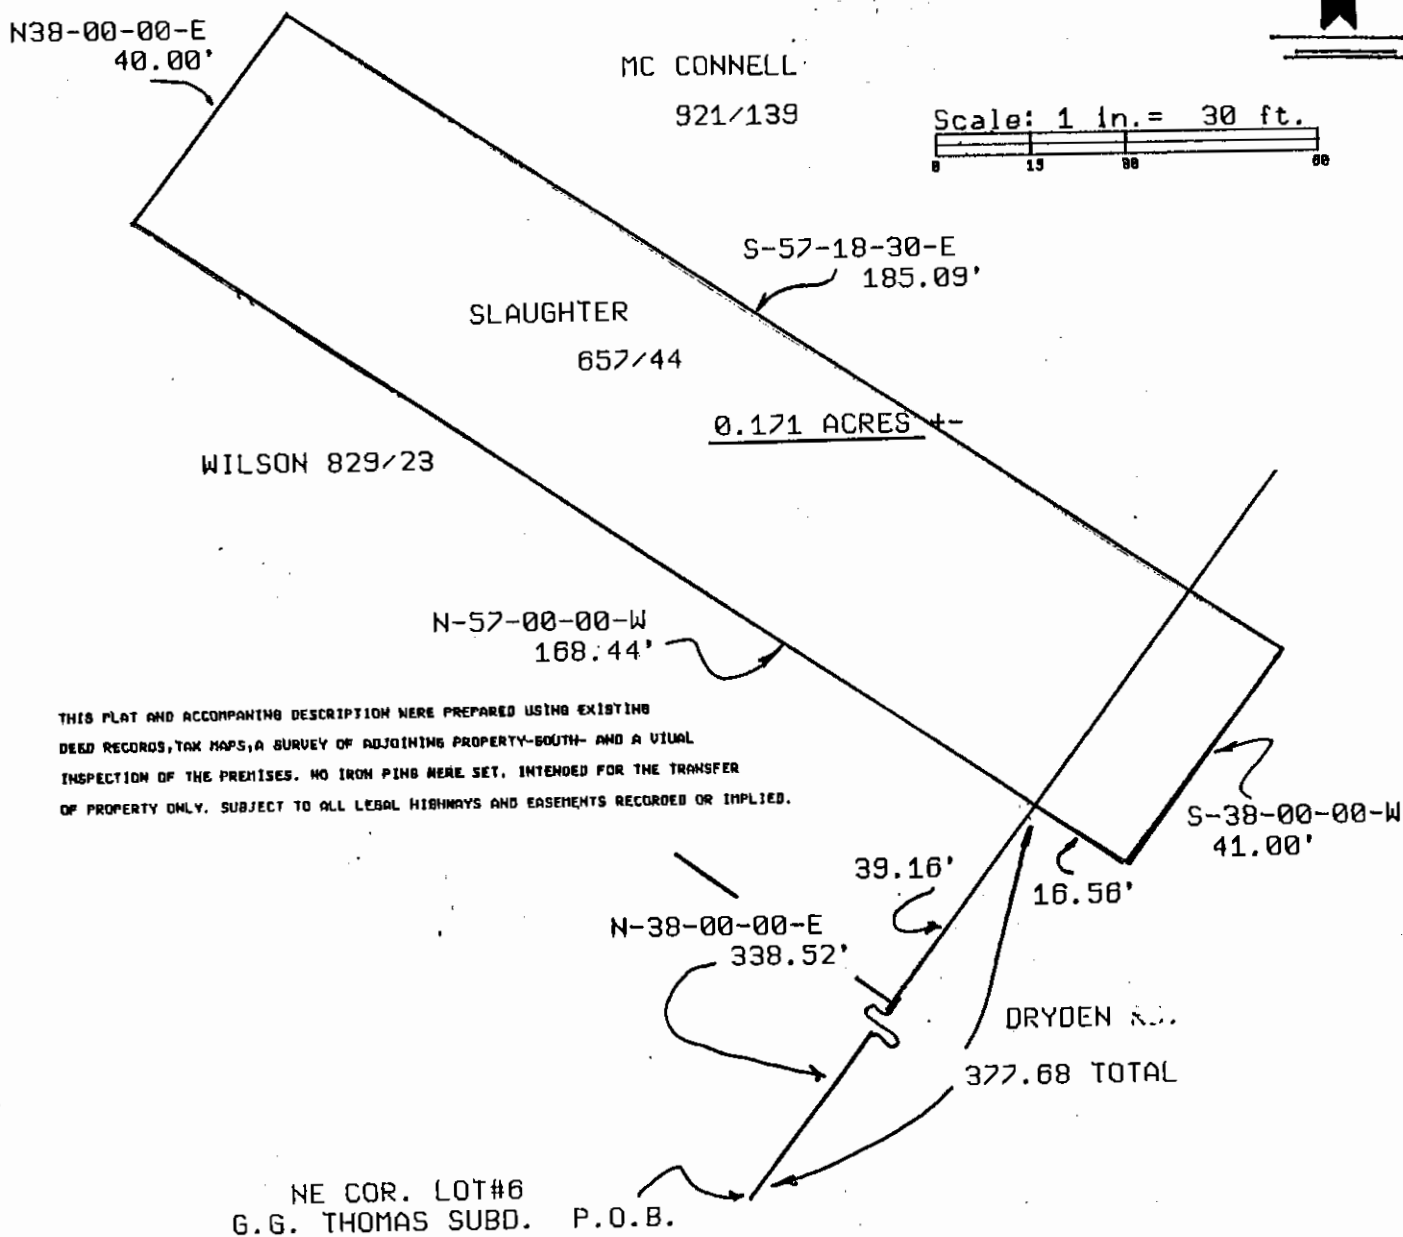 N38-00-00-E
40.00'
MC CONNELL
921/139
Scale: 1 in.= 30 ft.
0 15 30 60
S-57-18-30-E
185.09'
SLAUGHTER
657/44
0.171 ACRES +-
WILSON 829/23
N-57-00-00-W
168.44'
THIS PLAT AND ACCOMPANING DESCRIPTION WERE PREPARED USING EXISTING
DEED RECORDS, TAX MAPS, A SURVEY OF ADJOINING PROPERTY-SOUTH- AND A VIUAL
INSPECTION OF THE PREMISES. NO IRON PINS WERE SET. INTENDED FOR THE TRANSFER
OF PROPERTY ONLY. SUBJECT TO ALL LEGAL HIGHWAYS AND EASEMENTS RECORDED OR IMPLIED.
S-38-00-00-W
41.00'
39.16'
16.56'
N-38-00-00-E
338.52'
DRYDEN
377.68 TOTAL
NE COR. LOT#6
G.G. THOMAS SUBD. P.O.B.